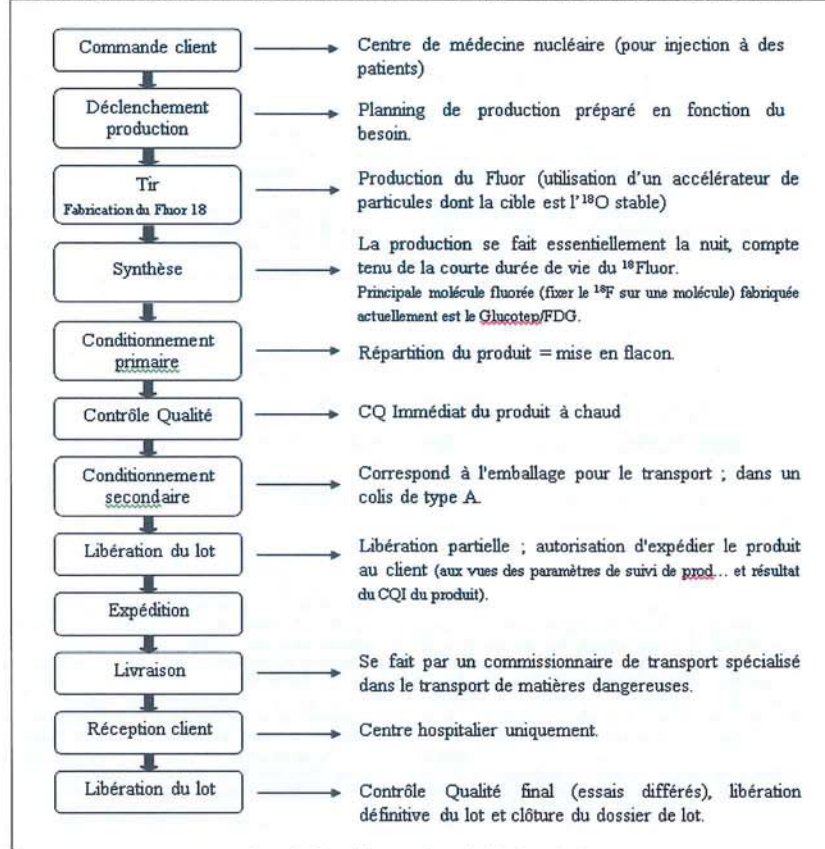 Commande client
Centre de médecine nucléaire (pour injection à des
patients)
Déclenchement
production
Planning de production préparé en fonction du
besoin.
Tir
Fabrication du Fluor 18
Production du Fluor (utilisation d'un accélérateur de
particules dont la cible est l'¹⁸O stable)
Synthèse
La production se fait essentiellement la nuit, compte
tenu de la courte durée de vie du ¹⁸Fluor.
Principale molécule fluorée (fixer le ¹⁸F sur une molécule) fabriquée
actuellement est le Glucotep/FDG.
Conditionnement
primaire
Répartition du produit = mise en flacon.
Contrôle Qualité
CQ Immédiat du produit à chaud
Conditionnement
secondaire
Correspond à l'emballage pour le transport ; dans un
colis de type A.
Libération du lot
Libération partielle ; autorisation d'expédier le produit
au client (aux vues des paramètres de suivi de prod... et résultat
du CQI du produit).
Expédition
Livraison
Se fait par un commissionnaire de transport spécialisé
dans le transport de matières dangereuses.
Réception client
Centre hospitalier uniquement.
Libération du lot
Contrôle Qualité final (essais différés), libération
définitive du lot et clôture du dossier de lot.